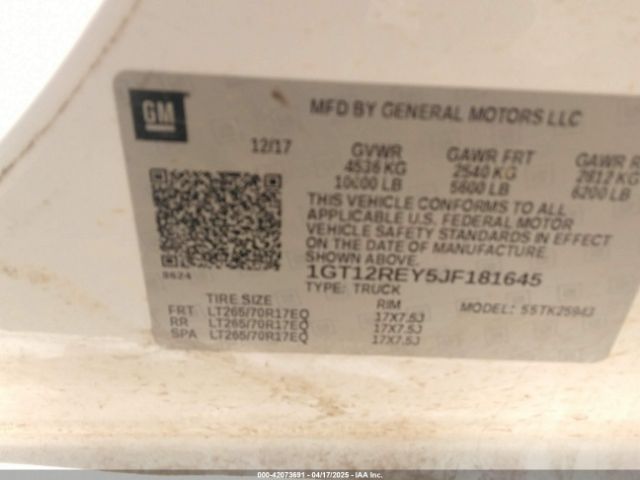 GM
MFD BY GENERAL MOTORS LLC
12/17 GVWR GAWR FRT GAWR R
4536 KG 2540 KG 2812 KG
10000 LB 5600 LB 6200 LB
THIS VEHICLE CONFORMS TO ALL
APPLICABLE U.S. FEDERAL MOTOR
VEHICLE SAFETY STANDARDS IN
EFFECT ON THE DATE OF MANUFACTURE
SHOWN ABOVE.
8624
1GT12REY5JF181645
TYPE: TRUCK
TIRE SIZE RIM MODEL: 5STK25943
FRT LT265/70R17EQ 17X7.5J
RR LT265/70R17EQ 17X7.5J
SPA LT265/70R17EQ 17X7.5J
000-42073691 - 04/17/2025 - IAA Inc.